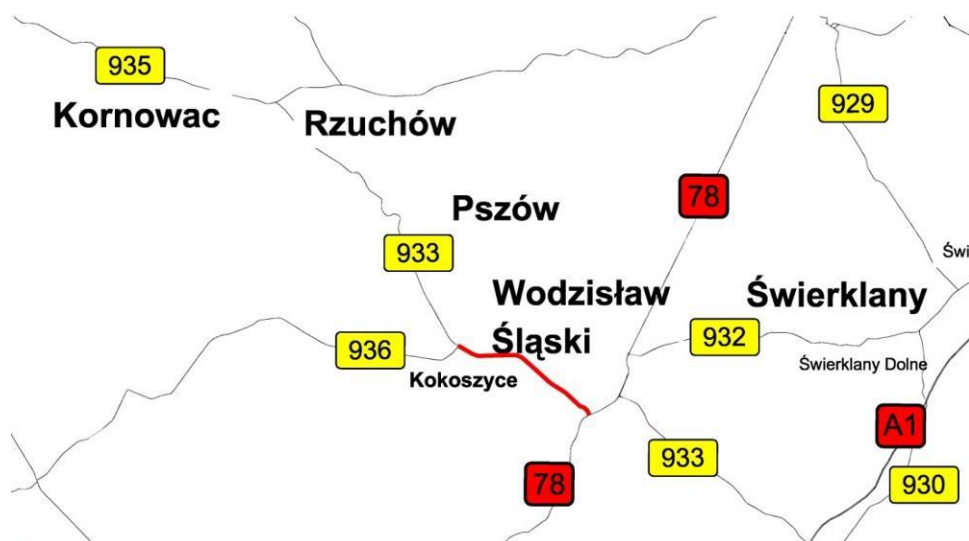 935
Kornowac
Rzuchów
929
78
Pszów
933
Świ
Wodzisław
Śląski
Świerklany
932
936
Kokoszyce
Świerklany Dolne
A1
933
78
930